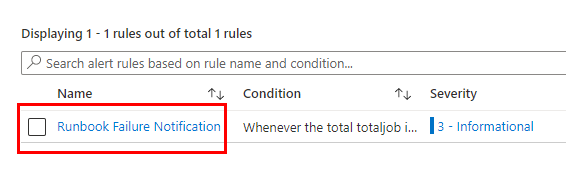 Displaying 1 - 1 rules out of total 1 rules
Search alert rules based on rule name and condition...
Name Condition Severity
Runbook Failure Notification Whenever the total totaljob i... 3 - Informational